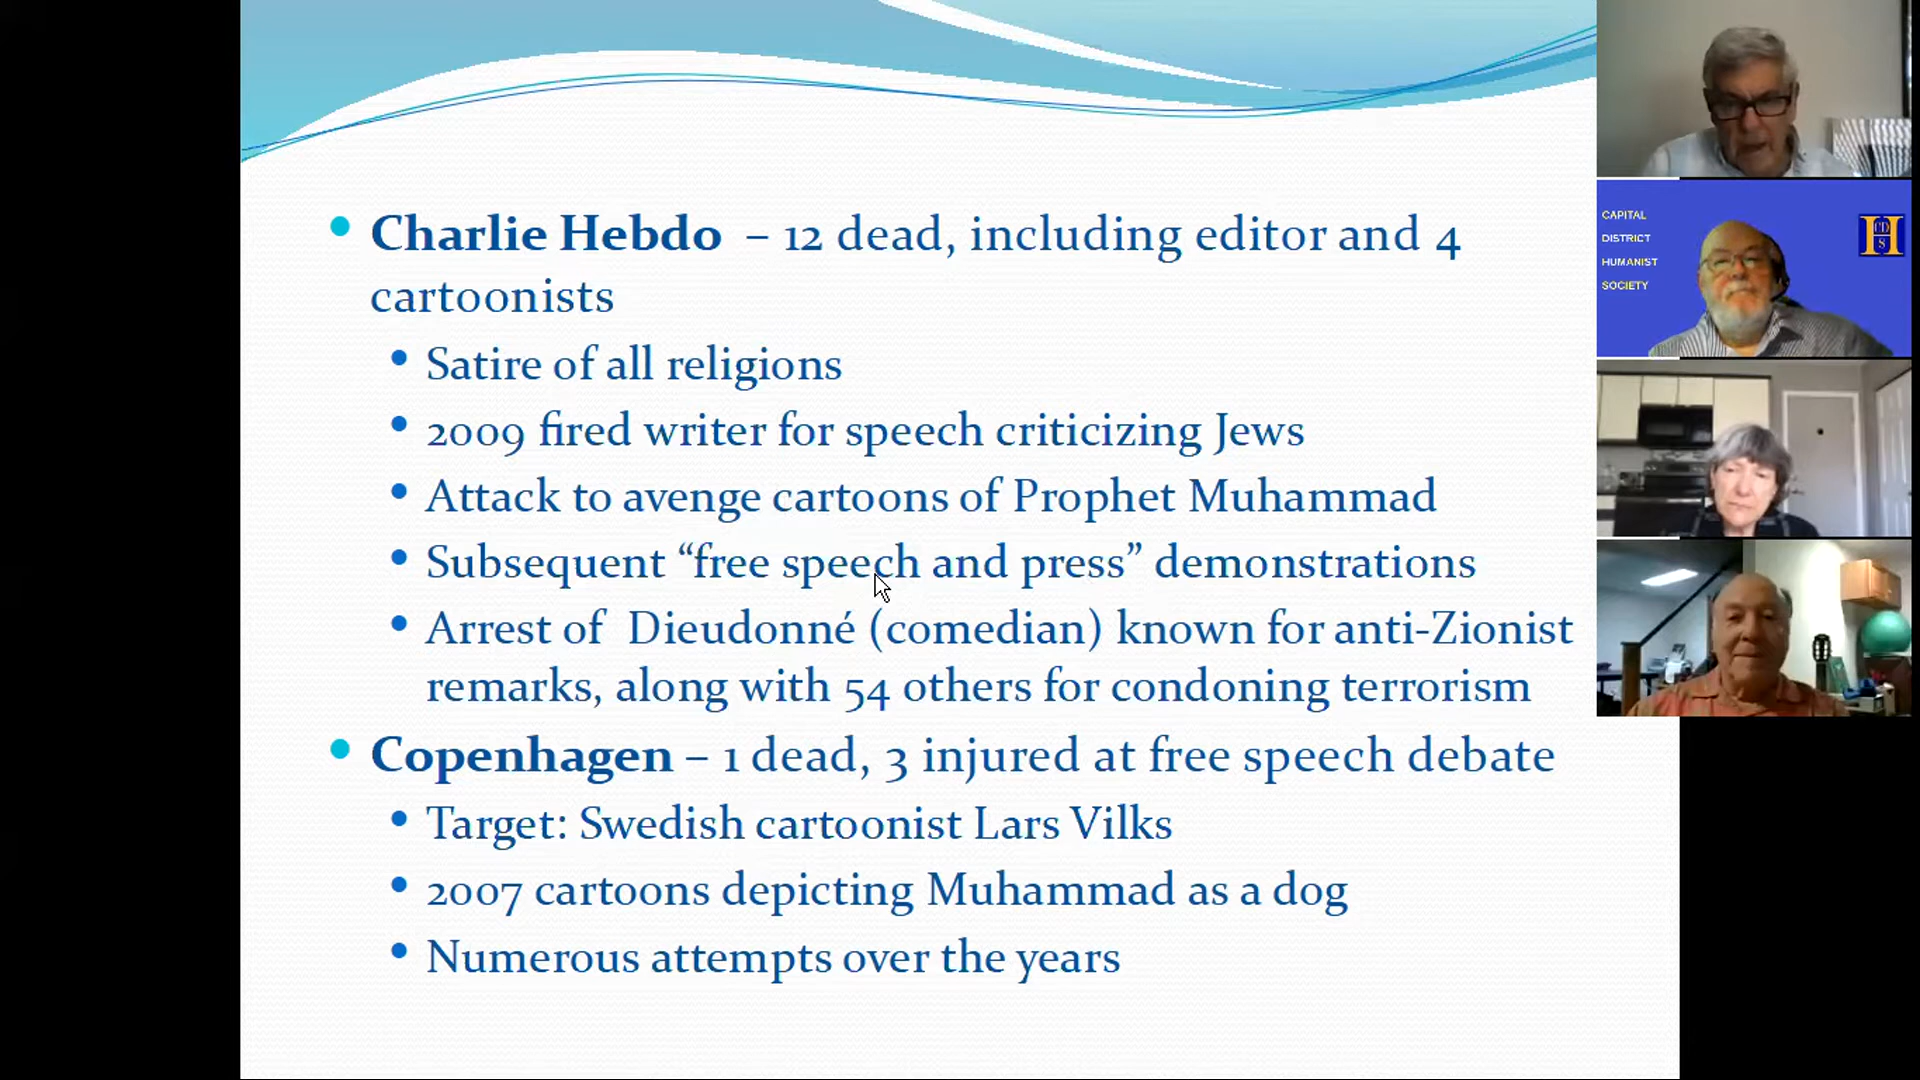 Charlie Hebdo – 12 dead, including editor and 4
cartoonists
Satire of all religions
2009 fired writer for speech criticizing Jews
Attack to avenge cartoons of Prophet Muhammad
Subsequent “free speech and press” demonstrations
Arrest of Dieudonné (comedian) known for anti-Zionist
remarks, along with 54 others for condoning terrorism
Copenhagen – 1 dead, 3 injured at free speech debate
Target: Swedish cartoonist Lars Vilks
2007 cartoons depicting Muhammad as a dog
Numerous attempts over the years
CAPITAL
DISTRICT
HUMANIST
SOCIETY
H
CD
S